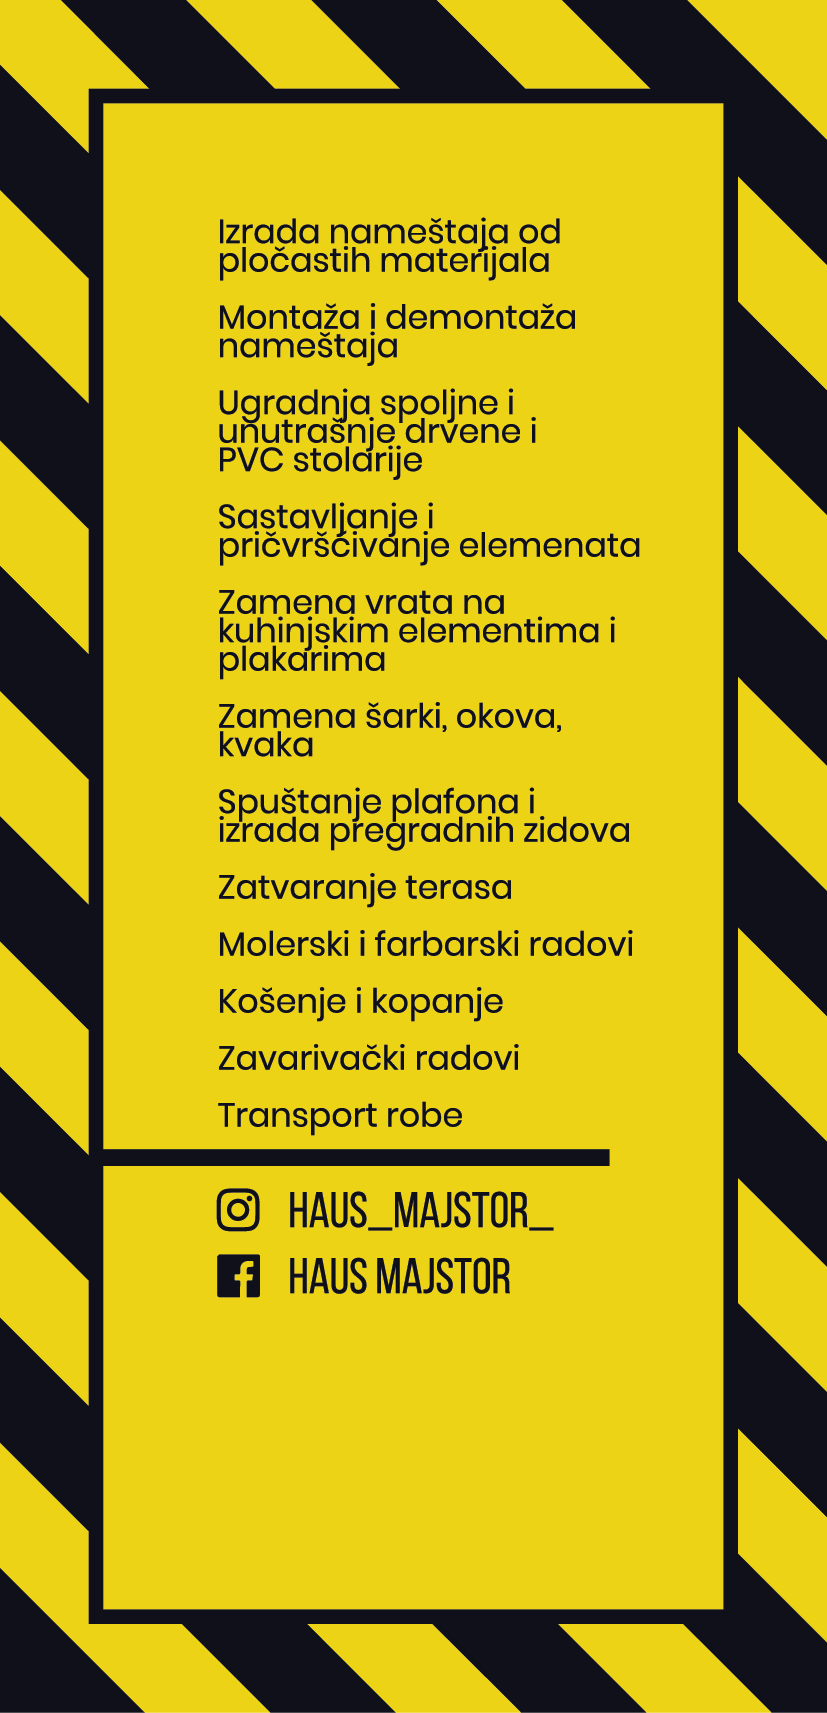 Izrada nameštaja od
pločastih materijala
Montaža i demontaža
nameštaja
Ugradnja spoljne i
unutrašnje drvene i
PVC stolarije
Sastavljanje i
pričvršćivanje elemenata
Zamena vrata na
kuhinjskim elementima i
plakarima
Zamena šarki, okova,
kvaka
Spuštanje plafona i
izrada pregradnih zidova
Zatvaranje terasa
Molerski i farbarski radovi
Košenje i kopanje
Zavarivački radovi
Transport robe
HAUS_MAJSTOR_
HAUS MAJSTOR